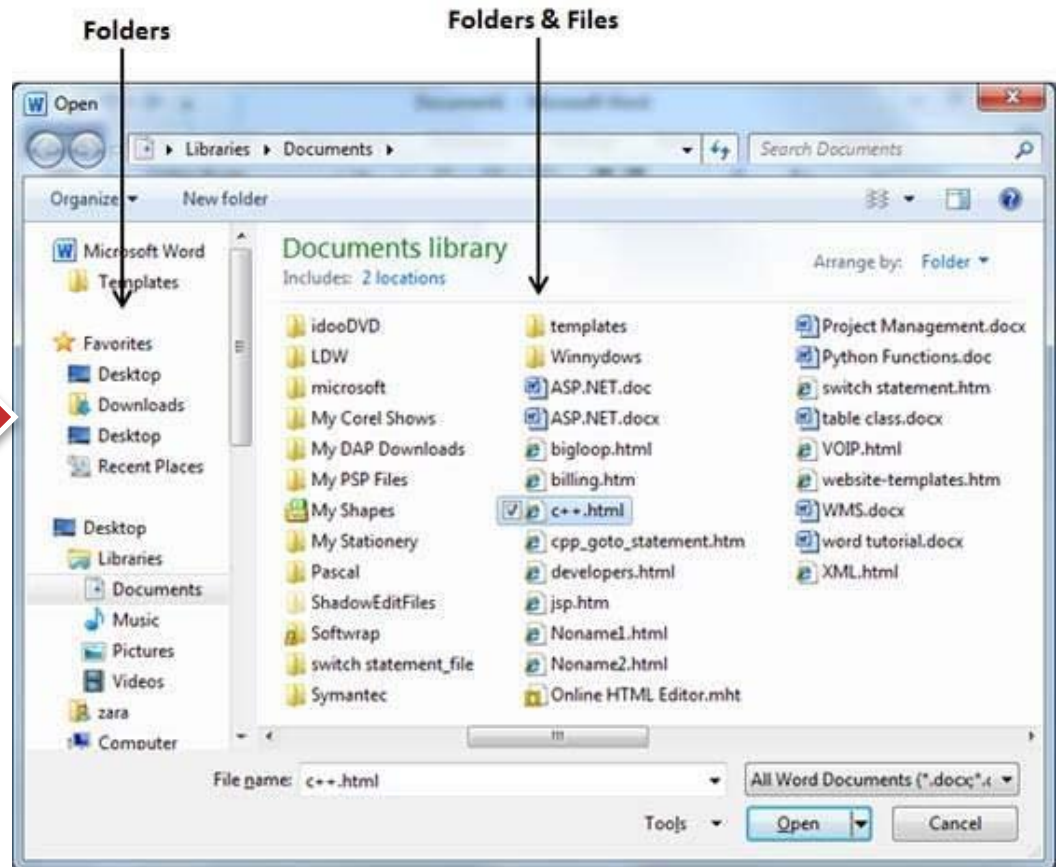 Folders
Folders & Files
Open
Libraries ▸ Documents ▸
Search Documents
Organize
New folder
Microsoft Word
Templates
Favorites
Desktop
Downloads
Desktop
Recent Places
Desktop
Libraries
Documents
Music
Pictures
Videos
zara
Computer
Documents library
Includes: 2 locations
Arrange by: Folder
idooDVD
LDW
microsoft
My Corel Shows
My DAP Downloads
My PSP Files
My Shapes
My Stationery
Pascal
ShadowEditFiles
Softwrap
switch statement_file
Symantec
templates
Winnydows
ASP.NET.doc
ASP.NET.docx
bigloop.html
billing.htm
c++.html
cpp_goto_statement.htm
developers.html
jsp.htm
Noname1.html
Noname2.html
Online HTML Editor.mht
Project Management.docx
Python Functions.doc
switch statement.htm
table class.docx
VOIP.html
website-templates.htm
WMS.docx
word tutorial.docx
XML.html
File name: c++.html
All Word Documents (*.docx;*.
Tools
Open
Cancel